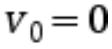 v₀ = 0